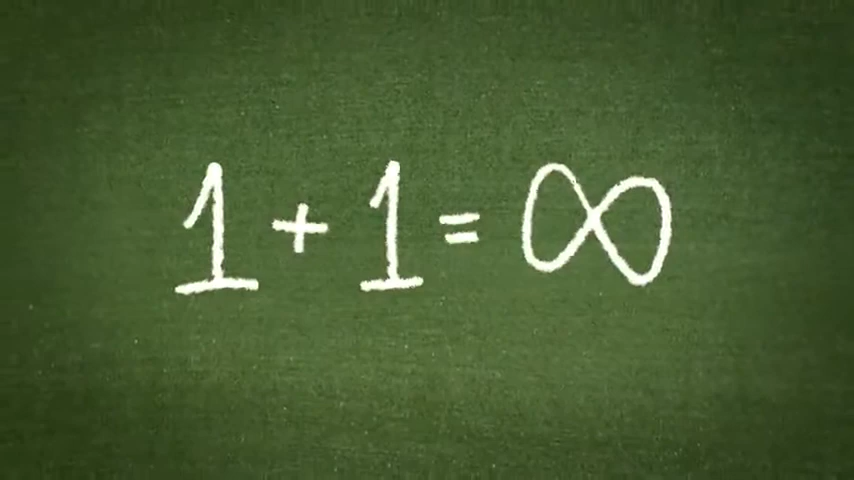 1 + 1 = ∞